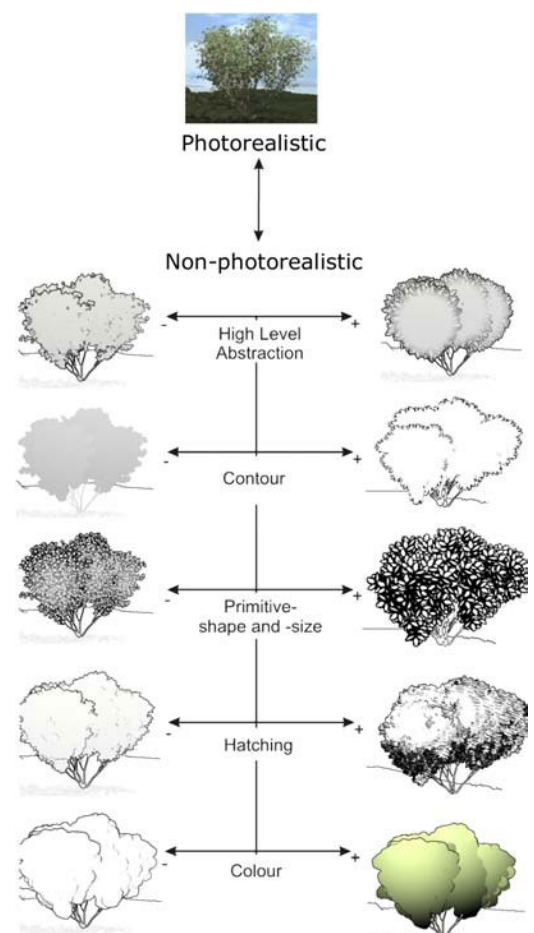 Photorealistic
Non-photorealistic
- +
High Level
Abstraction
- +
Contour
- +
Primitive-
shape and -size
- +
Hatching
- +
Colour